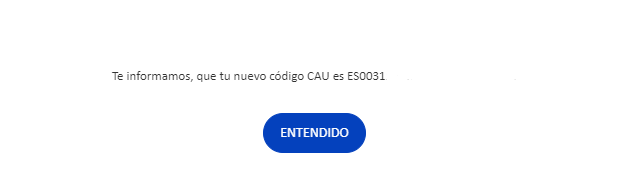 Te informamos, que tu nuevo código CAU es ES0031
ENTENDIDO